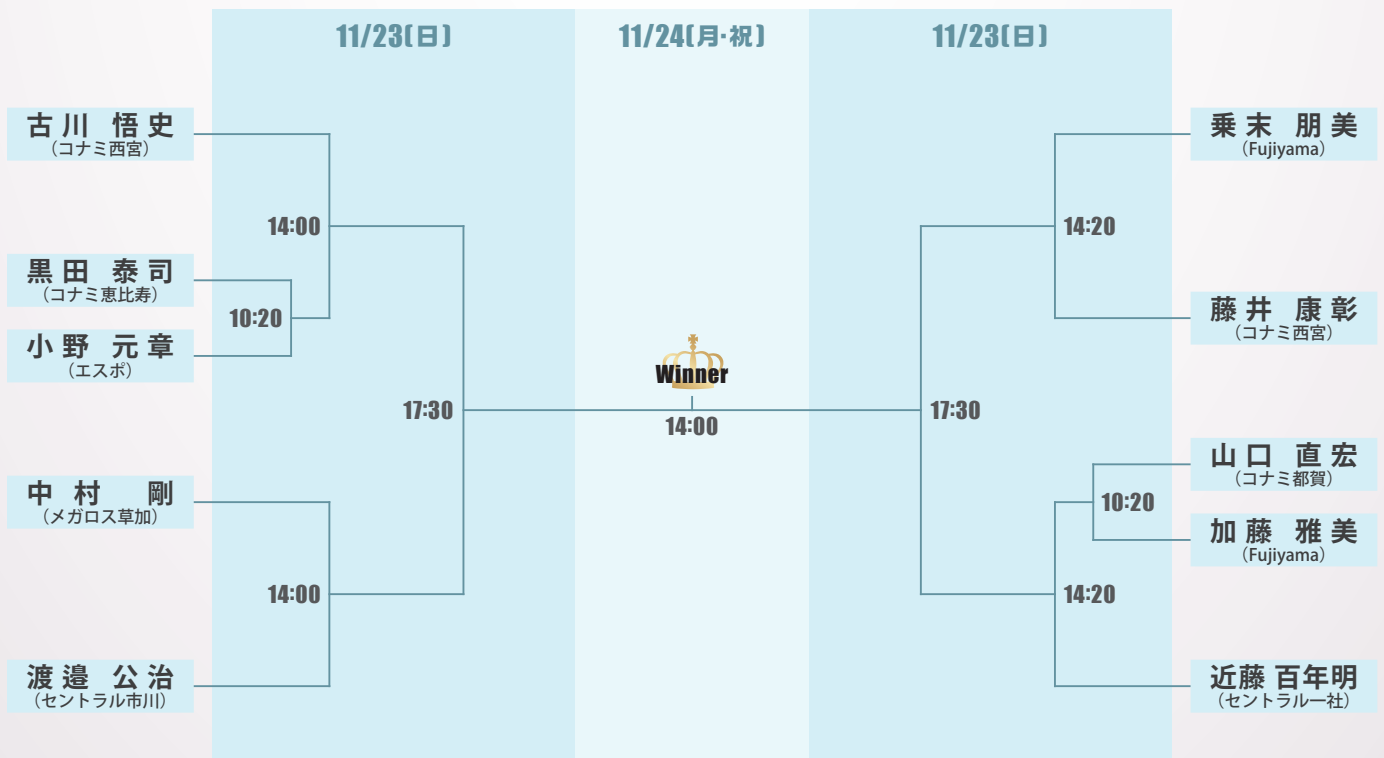 11/23(日)
11/24(月·祝)
11/23(日)
古川 悟史
（コナミ西宮）
14:00
黒田 泰司
（コナミ恵比寿）
10:20
小野 元章
（エスポ）
17:30
中村 剛
（メガロス草加）
14:00
渡邉 公治
（セントラル市川）
Winner
14:00
乗末 朋美
（Fujiyama）
14:20
藤井 康彰
（コナミ西宮）
17:30
山口 直宏
（コナミ都賀）
10:20
加藤 雅美
（Fujiyama）
14:20
近藤 百年明
（セントラル一社）